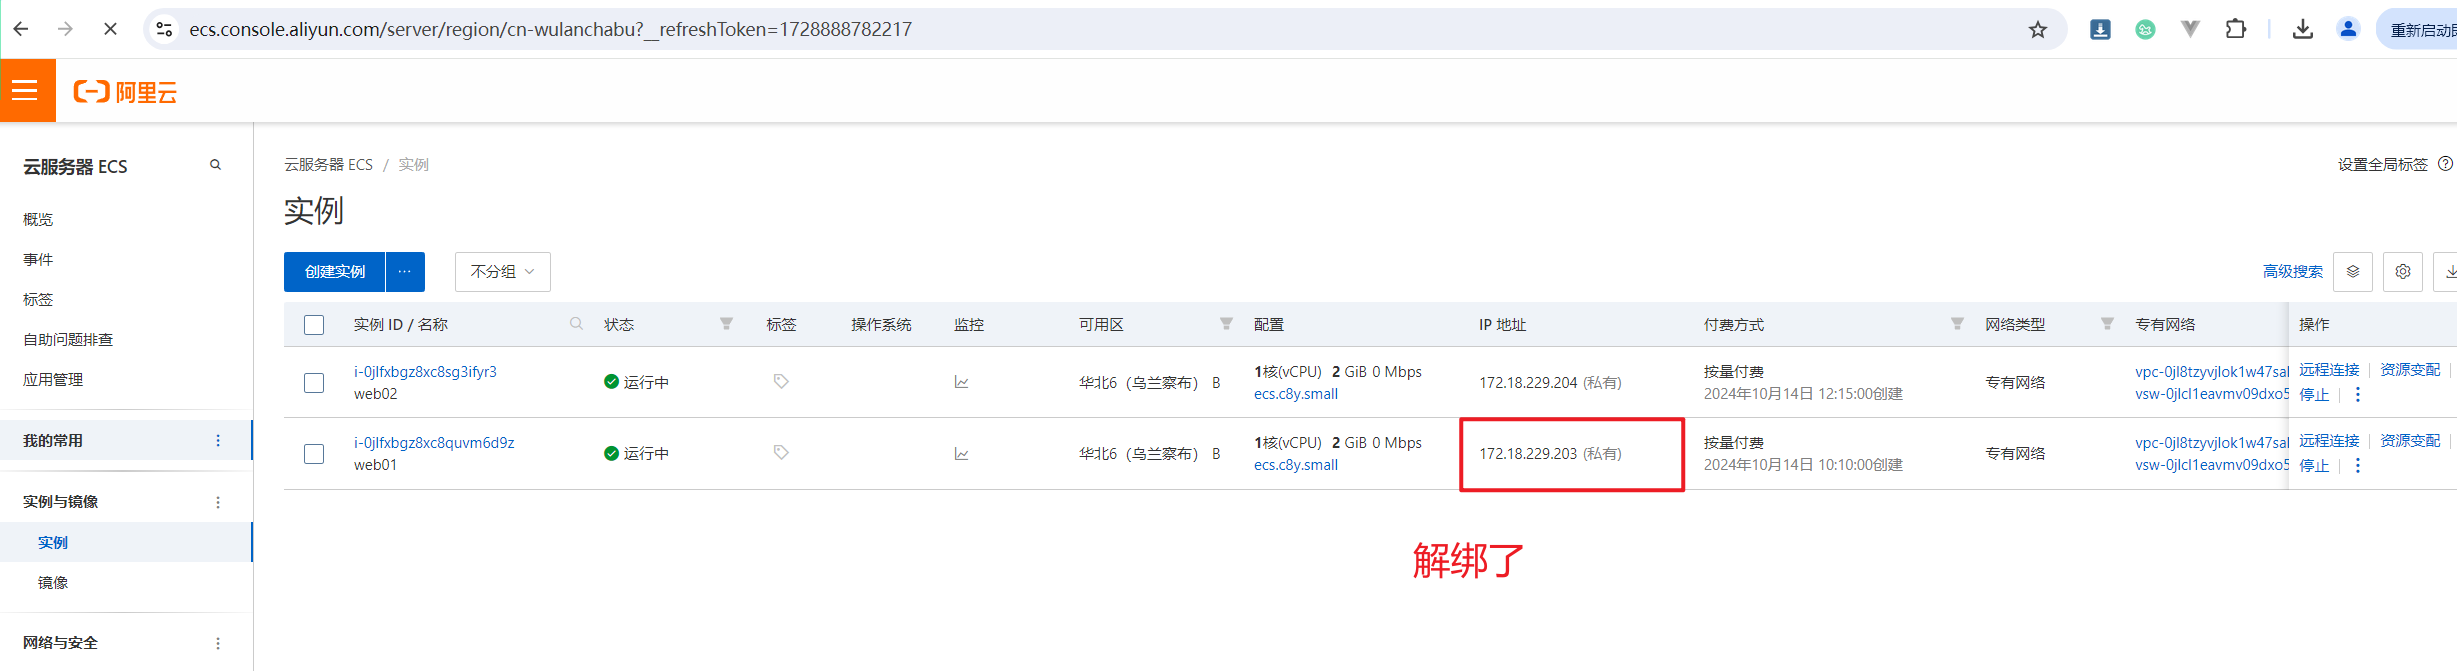 ecs.console.aliyun.com/server/region/cn-wulanchabu?__refreshToken=1728888782217
重新启动
阿里云
云服务器 ECS
概览
事件
标签
自助问题排查
应用管理
我的常用
实例与镜像
实例
镜像
网络与安全
云服务器 ECS / 实例
设置全局标签
实例
创建实例 ... 不分组
高级搜索
实例 ID / 名称 状态 标签 操作系统 监控 可用区 配置 IP 地址 付费方式 网络类型 专有网络 操作
i-0jlfxbgz8xc8sg3ifyr3
web02
运行中
华北6（乌兰察布） B
1核(vCPU) 2 GiB 0 Mbps
ecs.c8y.small
172.18.229.204 (私有)
按量付费
2024年10月14日 12:15:00创建
专有网络
vpc-0jl8tzyvjlok1w47sal
vsw-0jlcl1eavmv09dxo5
远程连接 | 资源变配 |
停止 |
i-0jlfxbgz8xc8quvm6d9z
web01
运行中
华北6（乌兰察布） B
1核(vCPU) 2 GiB 0 Mbps
ecs.c8y.small
172.18.229.203 (私有)
按量付费
2024年10月14日 10:10:00创建
专有网络
vpc-0jl8tzyvjlok1w47sal
vsw-0jlcl1eavmv09dxo5
远程连接 | 资源变配 |
停止 |
解绑了